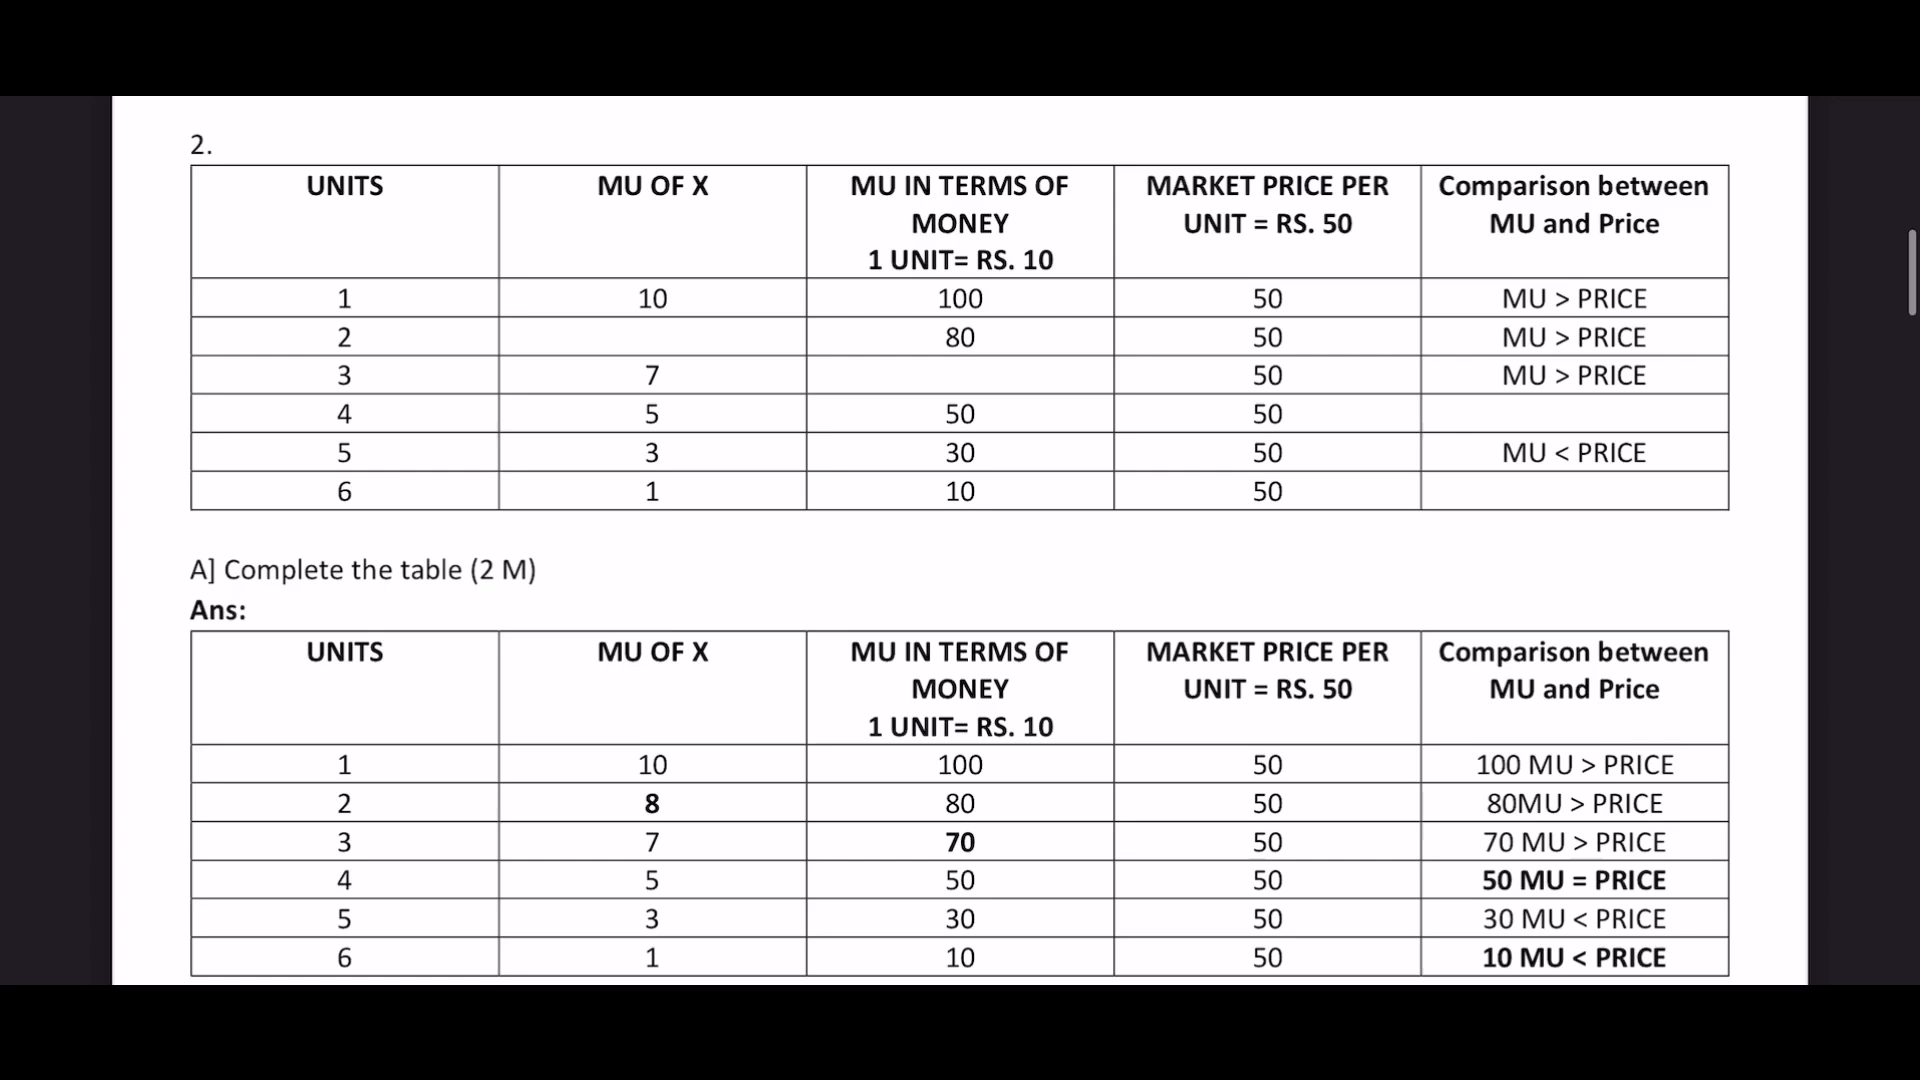 2.
UNITS MU OF X MU IN TERMS OF MONEY 1 UNIT= RS. 10 MARKET PRICE PER UNIT = RS. 50 Comparison between MU and Price
1 10 100 50 MU > PRICE
2 80 50 MU > PRICE
3 7 50 MU > PRICE
4 5 50 50
5 3 30 50 MU < PRICE
6 1 10 50
A] Complete the table (2 M)
Ans:
UNITS MU OF X MU IN TERMS OF MONEY 1 UNIT= RS. 10 MARKET PRICE PER UNIT = RS. 50 Comparison between MU and Price
1 10 100 50 100 MU > PRICE
2 8 80 50 80MU > PRICE
3 7 70 50 70 MU > PRICE
4 5 50 50 50 MU = PRICE
5 3 30 50 30 MU < PRICE
6 1 10 50 10 MU < PRICE